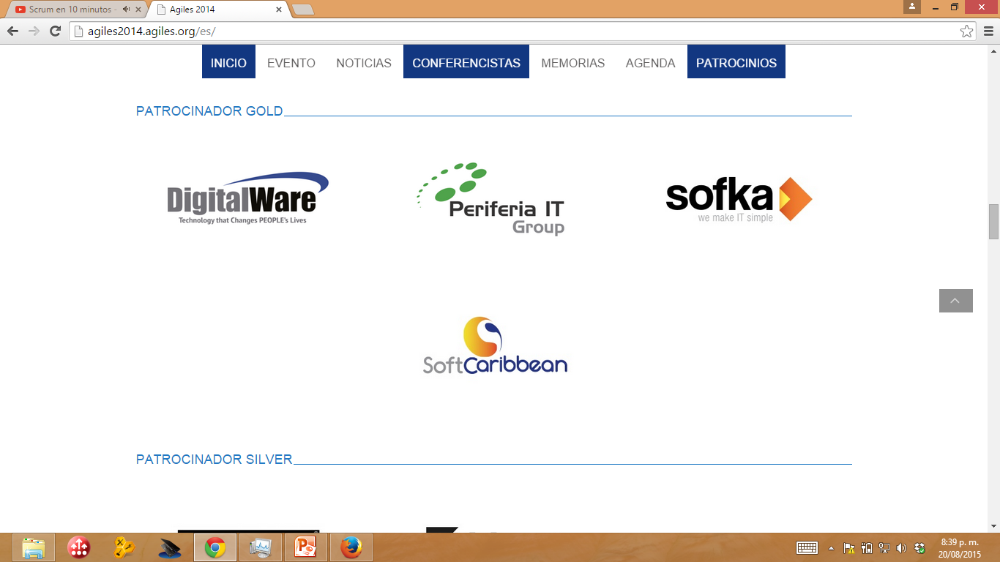 Scrum en 10 minutos -
Agiles 2014
agiles2014.agiles.org/es/
INICIO EVENTO NOTICIAS CONFERENCISTAS MEMORIAS AGENDA PATROCINIOS
PATROCINADOR GOLD
DigitalWare
Technology that Changes PEOPLE's Lives
Periferia IT
Group
sofka
we make IT simple
SoftCaribbean
PATROCINADOR SILVER
8:39 p. m.
20/08/2015